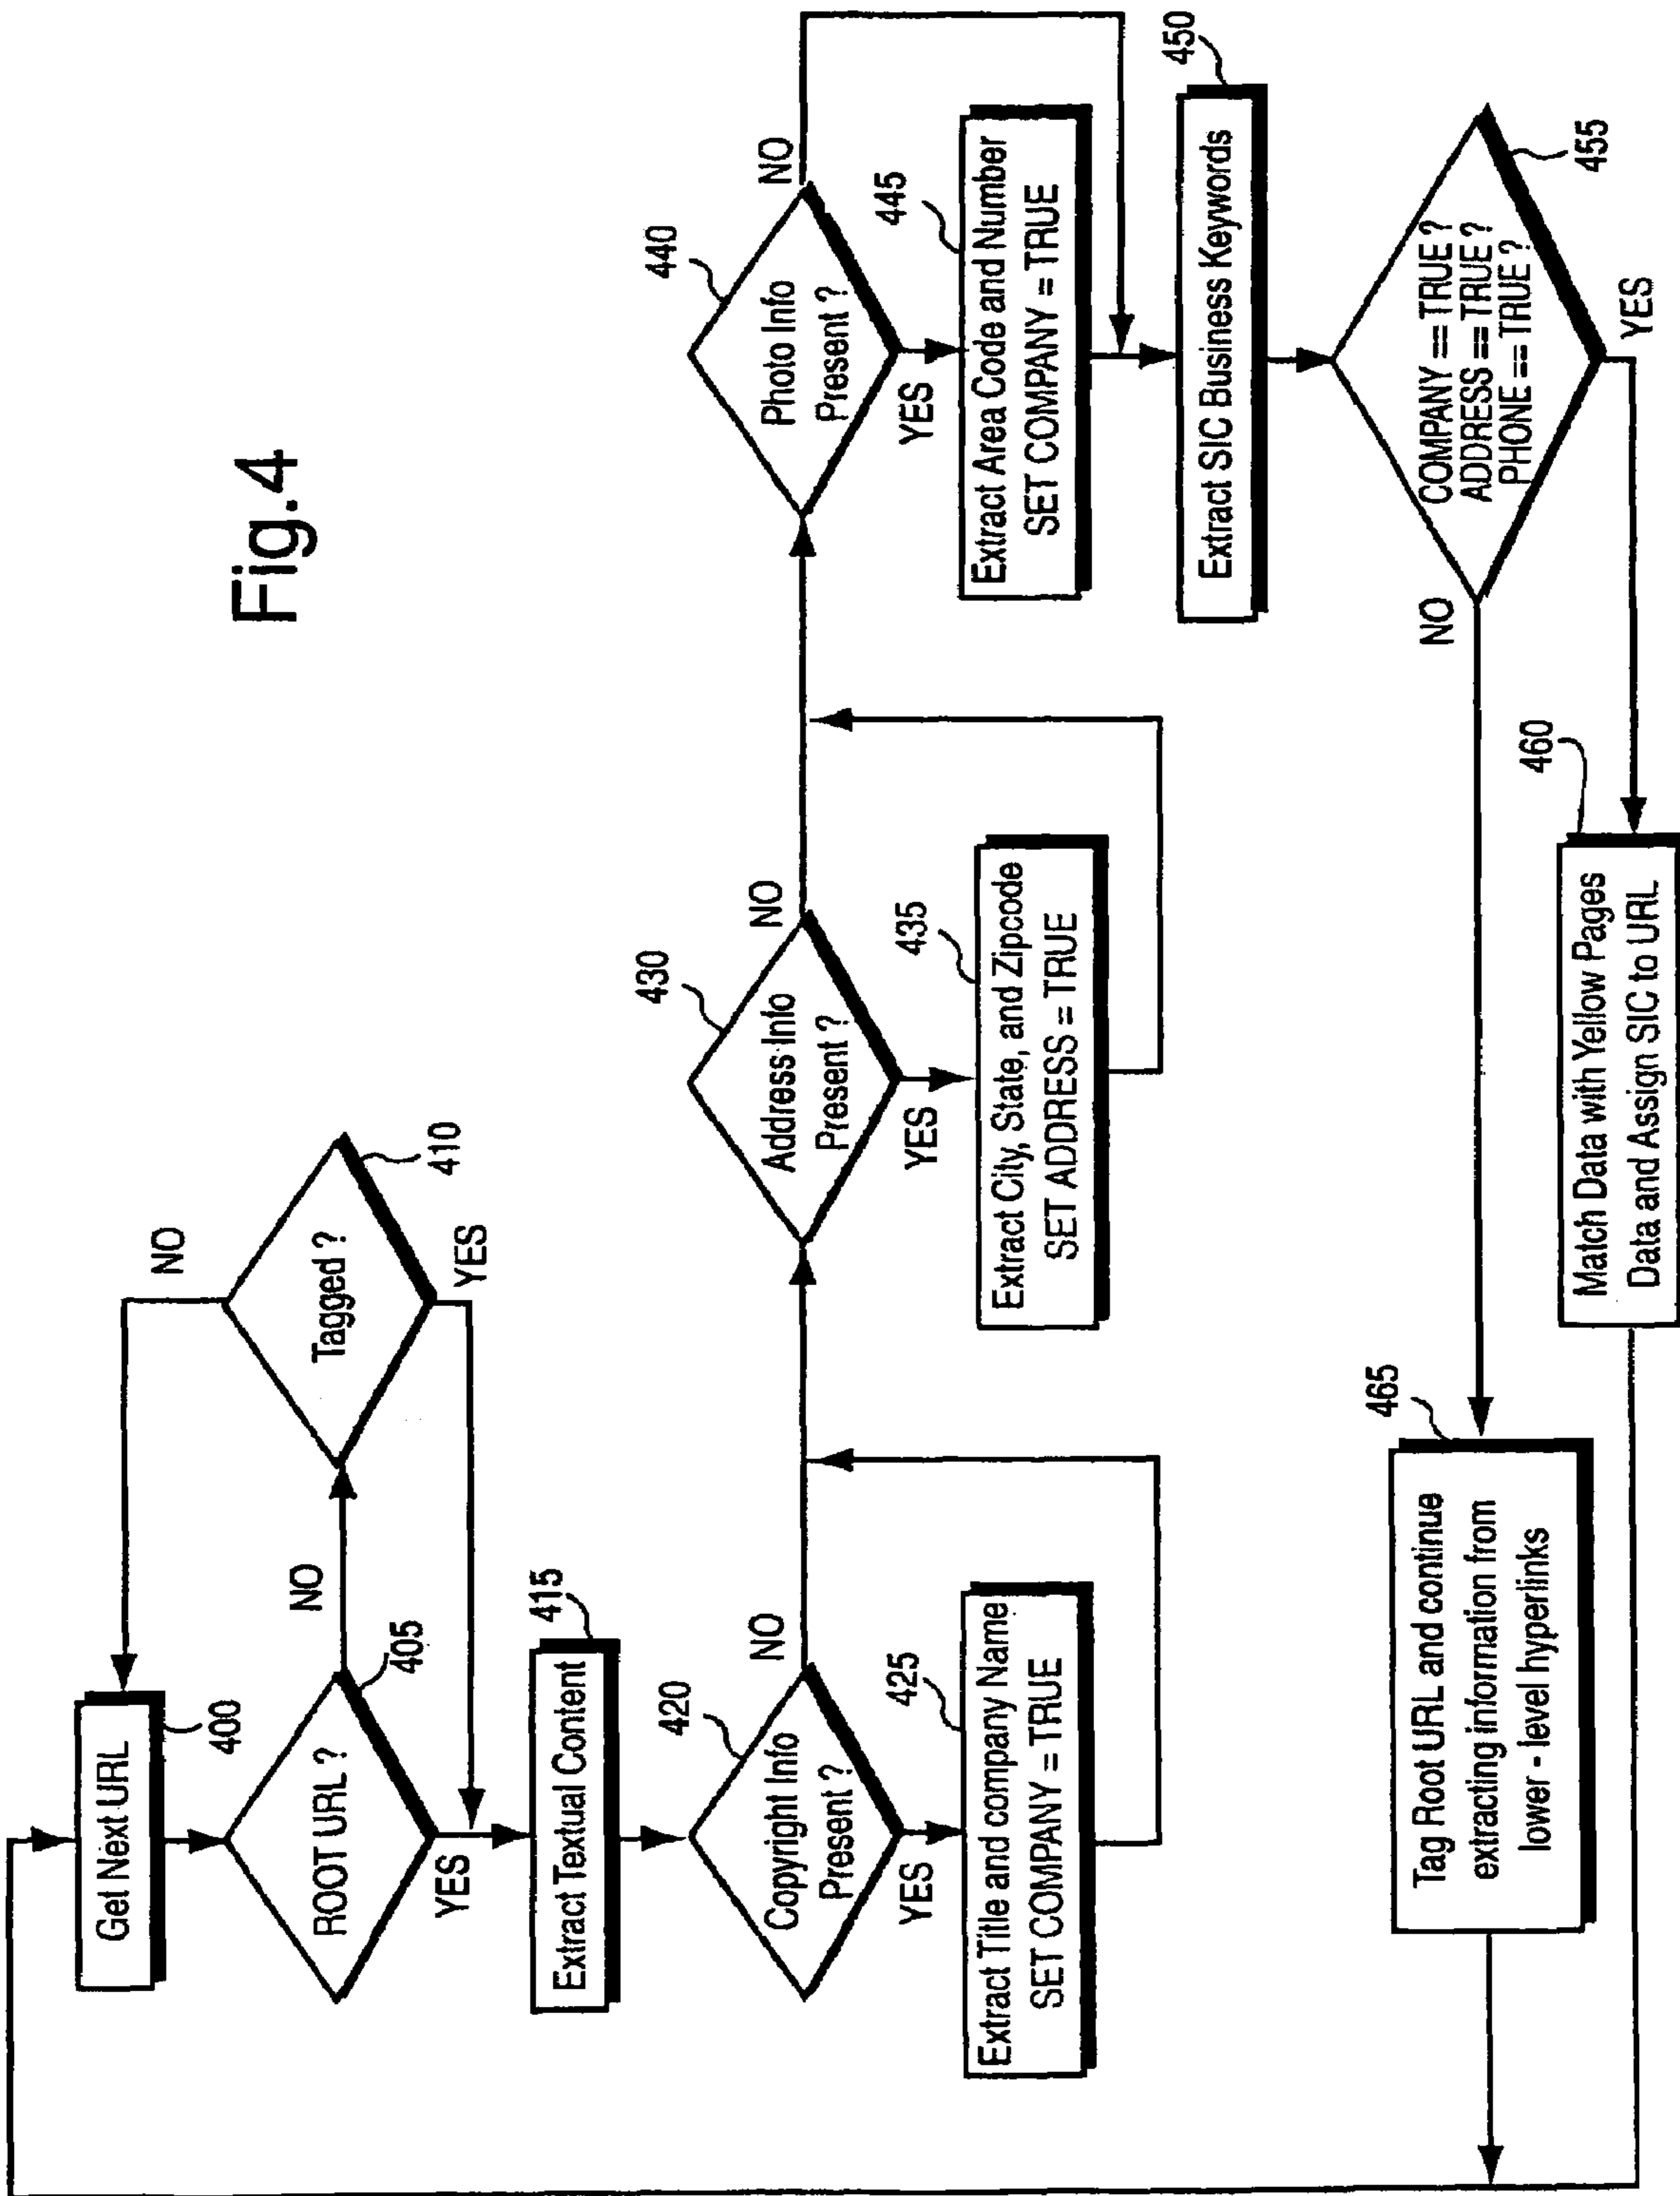 Fig.4
Get Next URL
400
ROOT URL ?
405
NO
YES
Tagged ?
410
NO
YES
Extract Textual Content
415
Copyright Info
Present ?
420
NO
YES
Extract Title and company Name
SET COMPANY = TRUE
425
Address Info
Present ?
430
NO
YES
Extract City, State, and Zipcode
SET ADDRESS = TRUE
435
Photo Info
Present ?
440
NO
YES
Extract Area Code and Number
SET COMPANY = TRUE
445
Extract SIC Business Keywords
450
COMPANY == TRUE ?
ADDRESS == TRUE ?
PHONE == TRUE ?
455
NO
YES
Match Data with Yellow Pages
Data and Assign SIC to URL
460
Tag Root URL and continue
extracting information from
lower - level hyperlinks
465